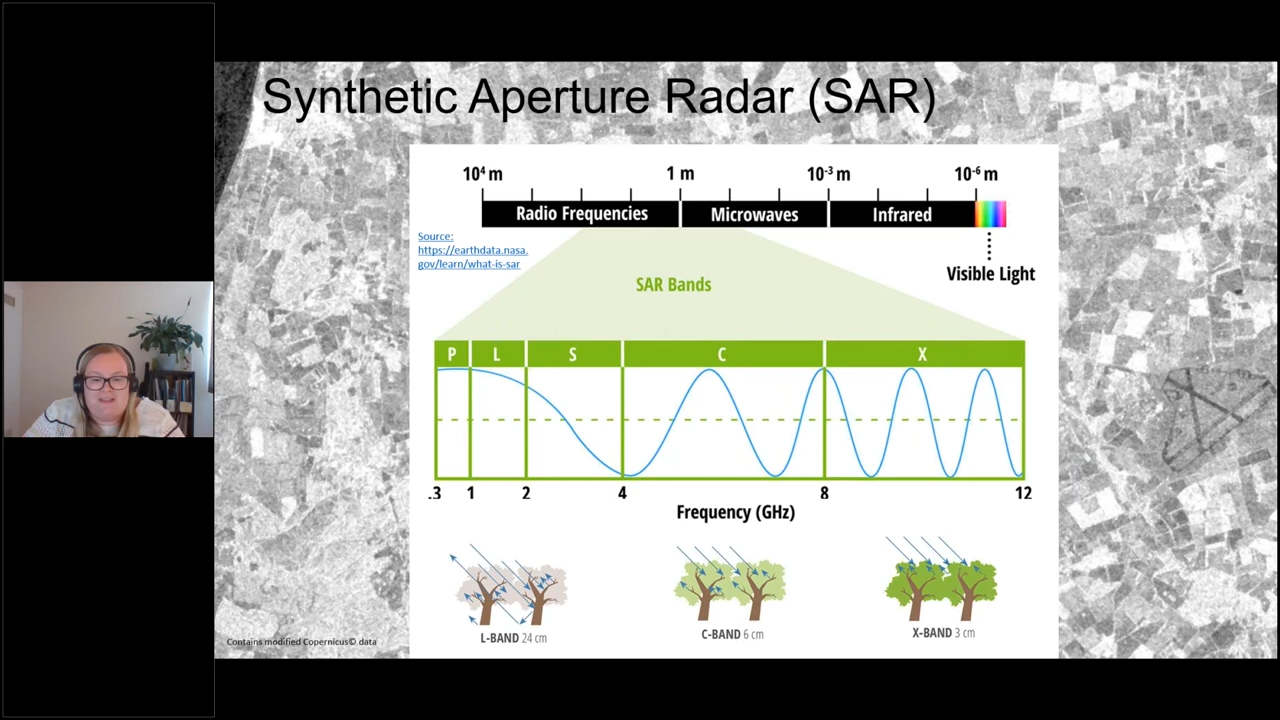 Synthetic Aperture Radar (SAR)
10⁴ m 1 m 10⁻³ m 10⁻⁶ m
Radio Frequencies Microwaves Infrared
Source:
https://earthdata.nasa.
gov/learn/what-is-sar
Visible Light
SAR Bands
P L S C X
.3 1 2 4 8 12
Frequency (GHz)
L-BAND 24 cm C-BAND 6 cm X-BAND 3 cm
Contains modified Copernicus© data